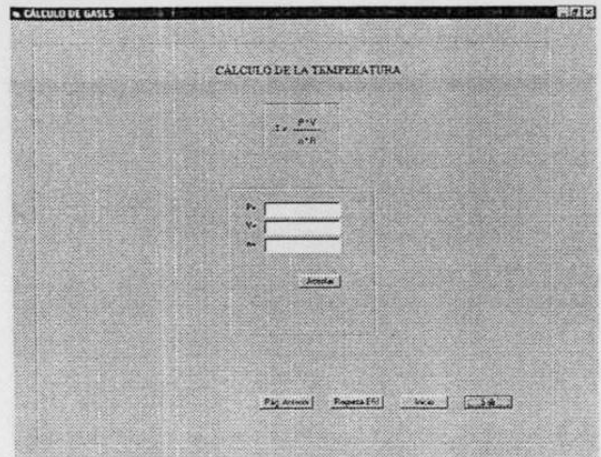 CÁLCULO DE GASES
CÁLCULO DE LA TEMPERATURA
T = P*V
n*R
P=
V=
n=
Aceptar
Pág. Anterior Inicio Salir